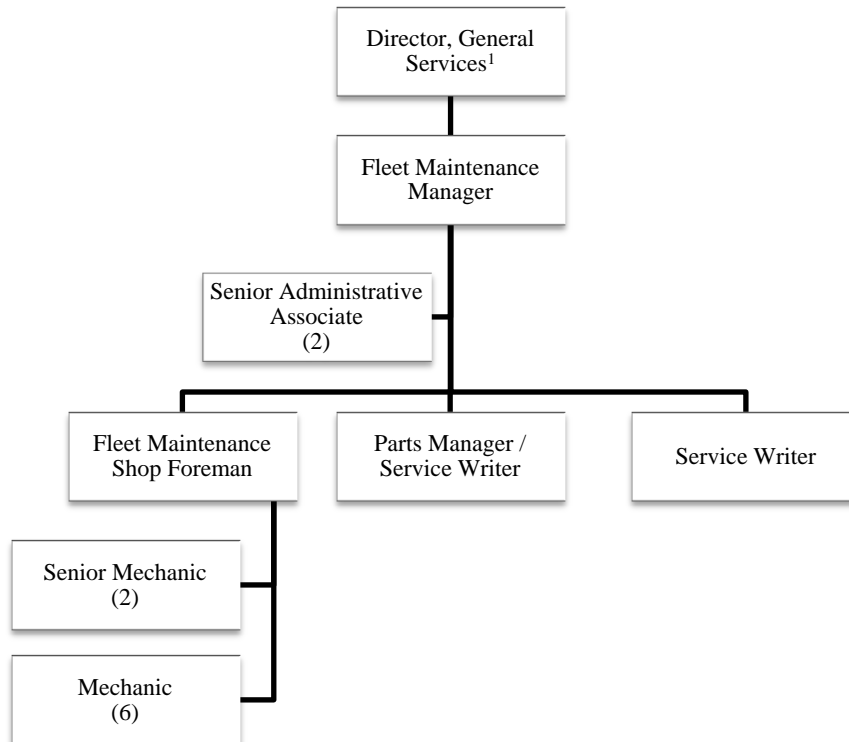 Director, General
Services¹
Fleet Maintenance
Manager
Senior Administrative
Associate
(2)
Fleet Maintenance
Shop Foreman
Parts Manager /
Service Writer
Service Writer
Senior Mechanic
(2)
Mechanic
(6)